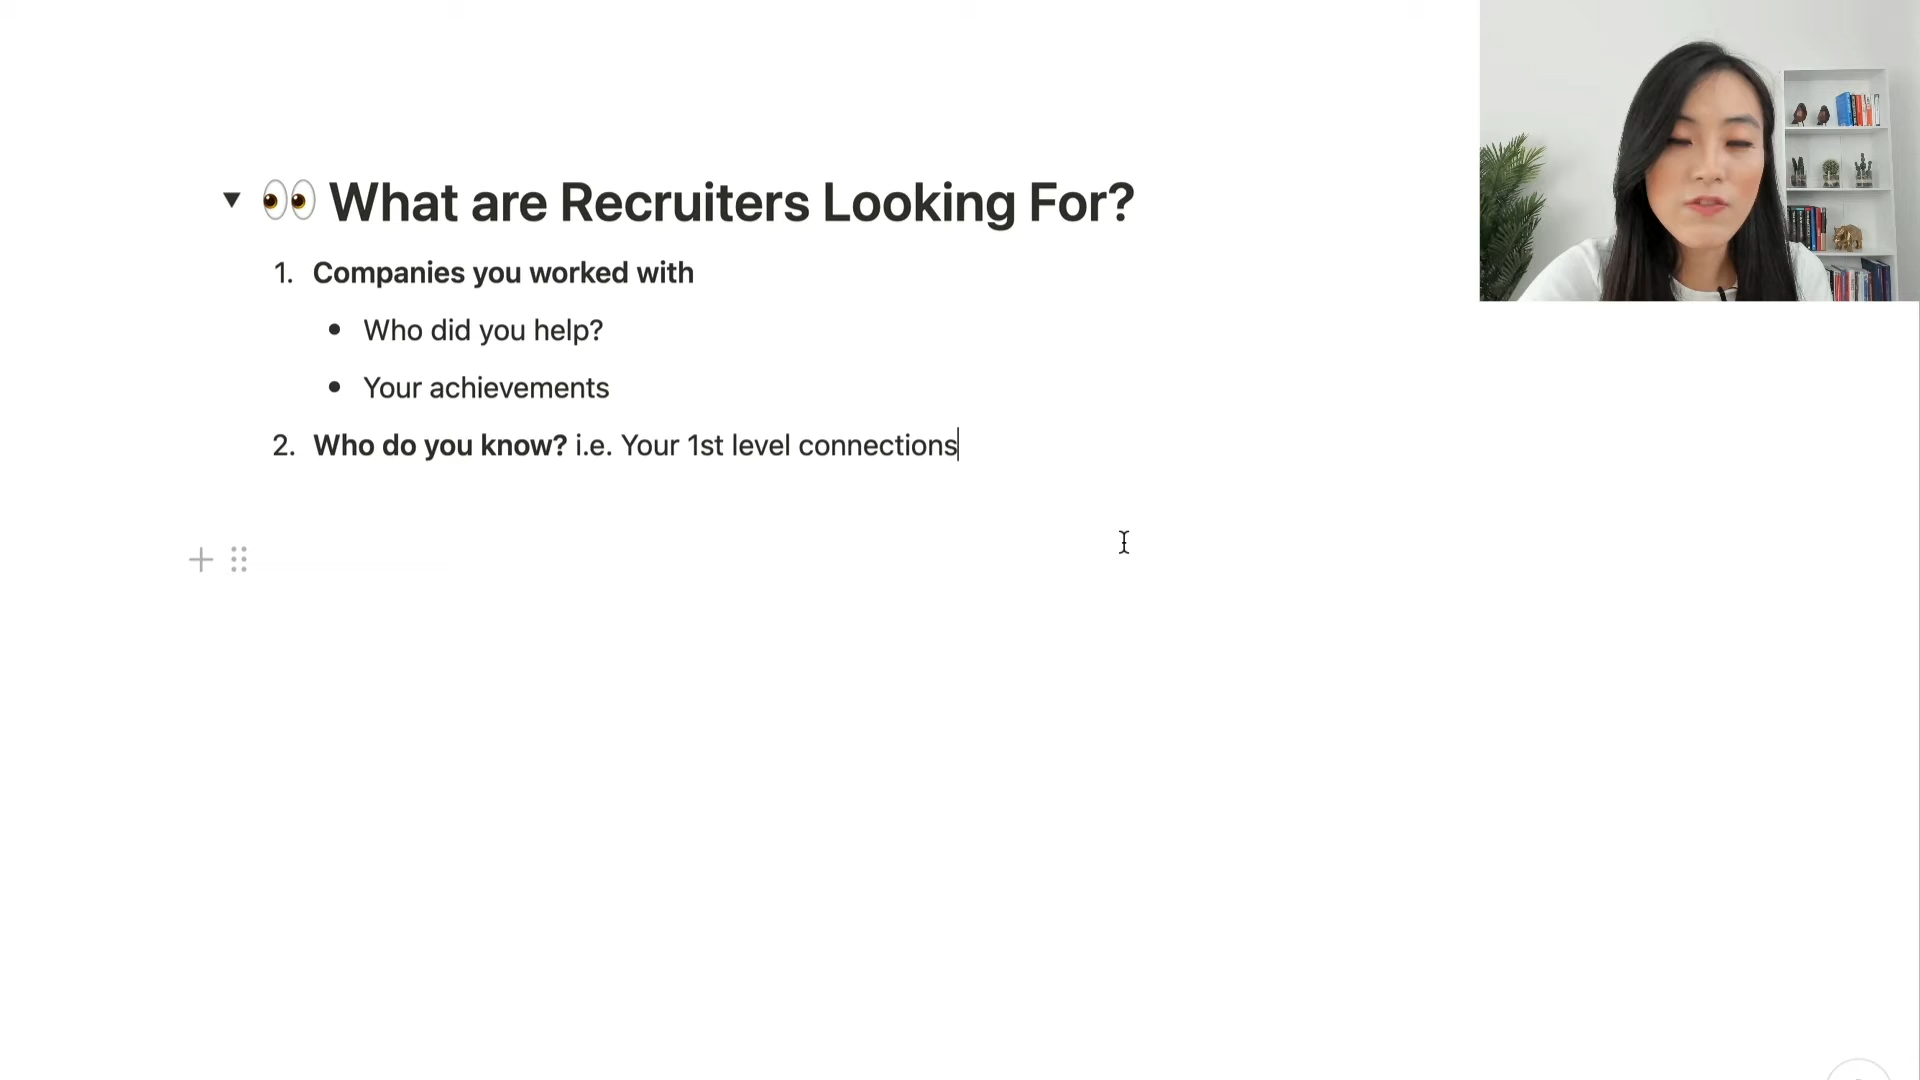 👀 What are Recruiters Looking For?
1. Companies you worked with
• Who did you help?
• Your achievements
2. Who do you know? i.e. Your 1st level connections